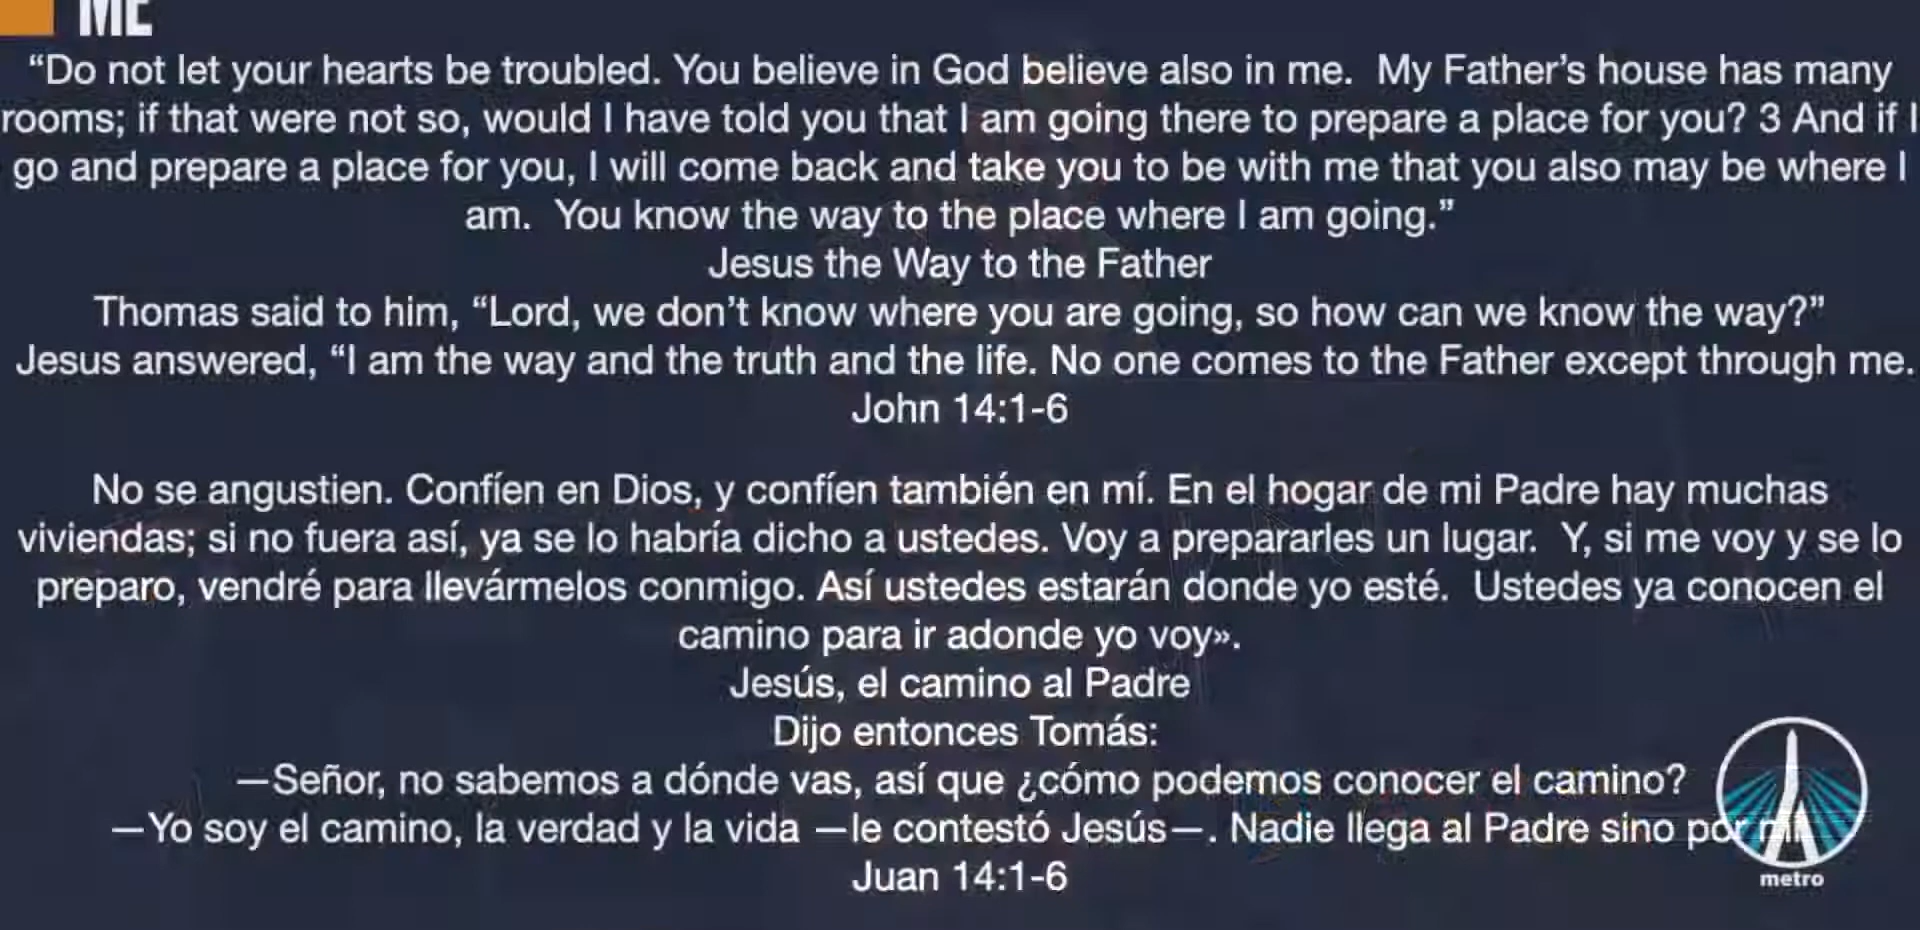 ME
“Do not let your hearts be troubled. You believe in God believe also in me.  My Father’s house has many
rooms; if that were not so, would I have told you that I am going there to prepare a place for you? 3 And if I
go and prepare a place for you, I will come back and take you to be with me that you also may be where I
am.  You know the way to the place where I am going.”
Jesus the Way to the Father
Thomas said to him, “Lord, we don’t know where you are going, so how can we know the way?”
Jesus answered, “I am the way and the truth and the life. No one comes to the Father except through me.
John 14:1-6
No se angustien. Confíen en Dios, y confíen también en mí. En el hogar de mi Padre hay muchas
viviendas; si no fuera así, ya se lo habría dicho a ustedes. Voy a prepararles un lugar.  Y, si me voy y se lo
preparo, vendré para llevármelos conmigo. Así ustedes estarán donde yo esté.  Ustedes ya conocen el
camino para ir adonde yo voy».
Jesús, el camino al Padre
Dijo entonces Tomás:
—Señor, no sabemos a dónde vas, así que ¿cómo podemos conocer el camino?
—Yo soy el camino, la verdad y la vida —le contestó Jesús—. Nadie llega al Padre sino por
Juan 14:1-6
metro